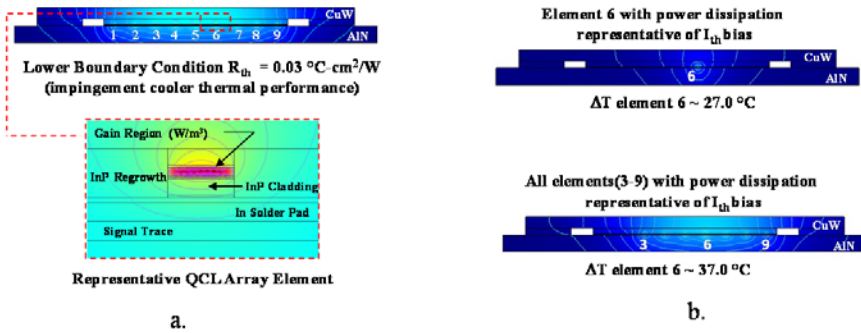 CuW
AlN
1 2 3 4 5 6 7 8 9
Lower Boundary Condition Rth = 0.03 °C-cm²/W
(impingement cooler thermal performance)
Gain Region (W/m³)
InP Regrowth
InP Cladding
In Solder Pad
Signal Trace
Representative QCL Array Element
a.
Element 6 with power dissipation
representative of Ith bias
CuW
6
AlN
ΔT element 6 ~ 27.0 °C
All elements(3-9) with power dissipation
representative of Ith bias
CuW
3 6 9
AlN
ΔT element 6 ~ 37.0 °C
b.